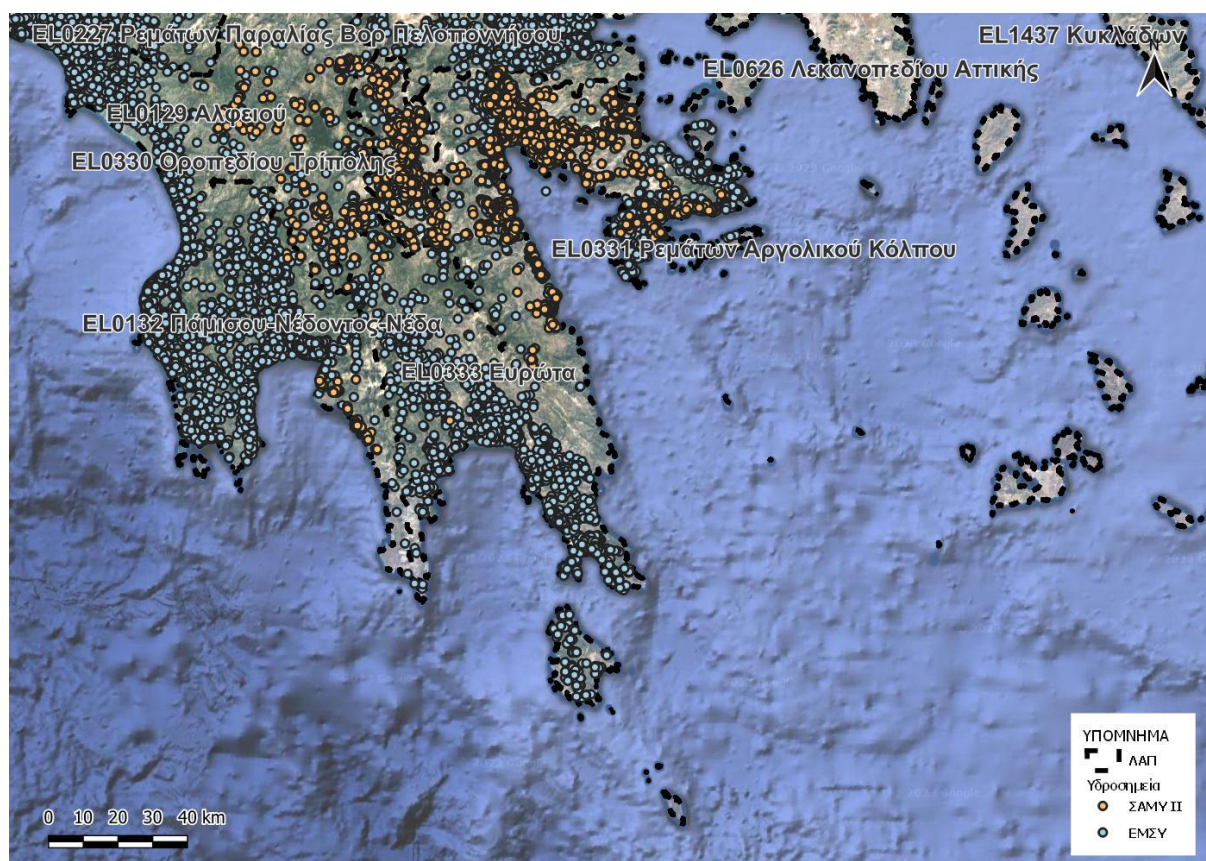 EL0227 Ρεμάτων Παραλίας Βορ Πελοποννήσου
EL1437 Κυκλάδων
N
EL0626 Λεκανοπεδίου Αττικής
EL0129 Αλφειού
EL0330 Οροπεδίου Τρίπολης
EL0331 Ρεμάτων Αργολικού Κόλπου
EL0132 Πάμισου-Νέδοντος-Νέδα
EL0333 Ευρώτα
ΥΠΟΜΝΗΜΑ
ΛΑΠ
Υδροσημεία
ΣΑΜΥ ΙΙ
ΕΜΣΥ
0 10 20 30 40 km